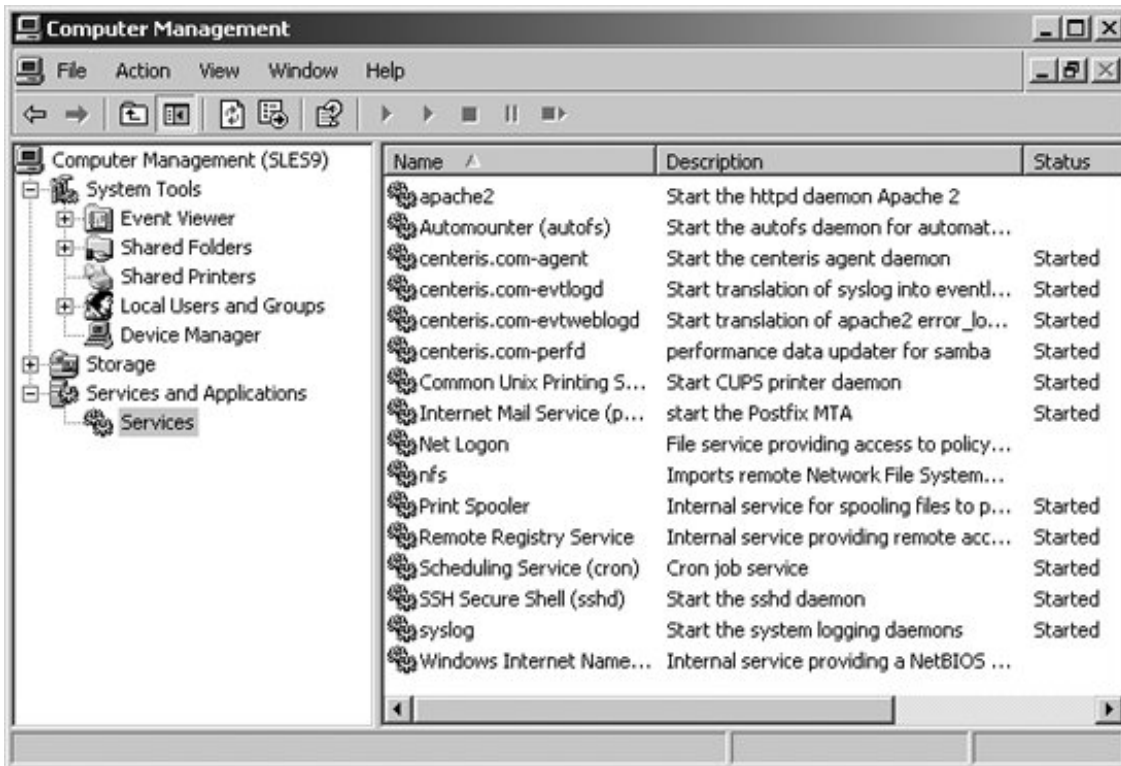 Computer Management
File Action View Window Help
Computer Management (SLES9)
System Tools
Event Viewer
Shared Folders
Shared Printers
Local Users and Groups
Device Manager
Storage
Services and Applications
Services
Name Description Status
apache2 Start the httpd daemon Apache 2
Automounter (autofs) Start the autofs daemon for automat...
centeris.com-agent Start the centeris agent daemon Started
centeris.com-evtlogd Start translation of syslog into eventl... Started
centeris.com-evtweblogd Start translation of apache2 error_lo... Started
centeris.com-perfd performance data updater for samba Started
Common Unix Printing S... Start CUPS printer daemon Started
Internet Mail Service (p... start the Postfix MTA Started
Net Logon File service providing access to policy...
nfs Imports remote Network File System...
Print Spooler Internal service for spooling files to p... Started
Remote Registry Service Internal service providing remote acc... Started
Scheduling Service (cron) Cron job service Started
SSH Secure Shell (sshd) Start the sshd daemon Started
syslog Start the system logging daemons Started
Windows Internet Name... Internal service providing a NetBIOS ...